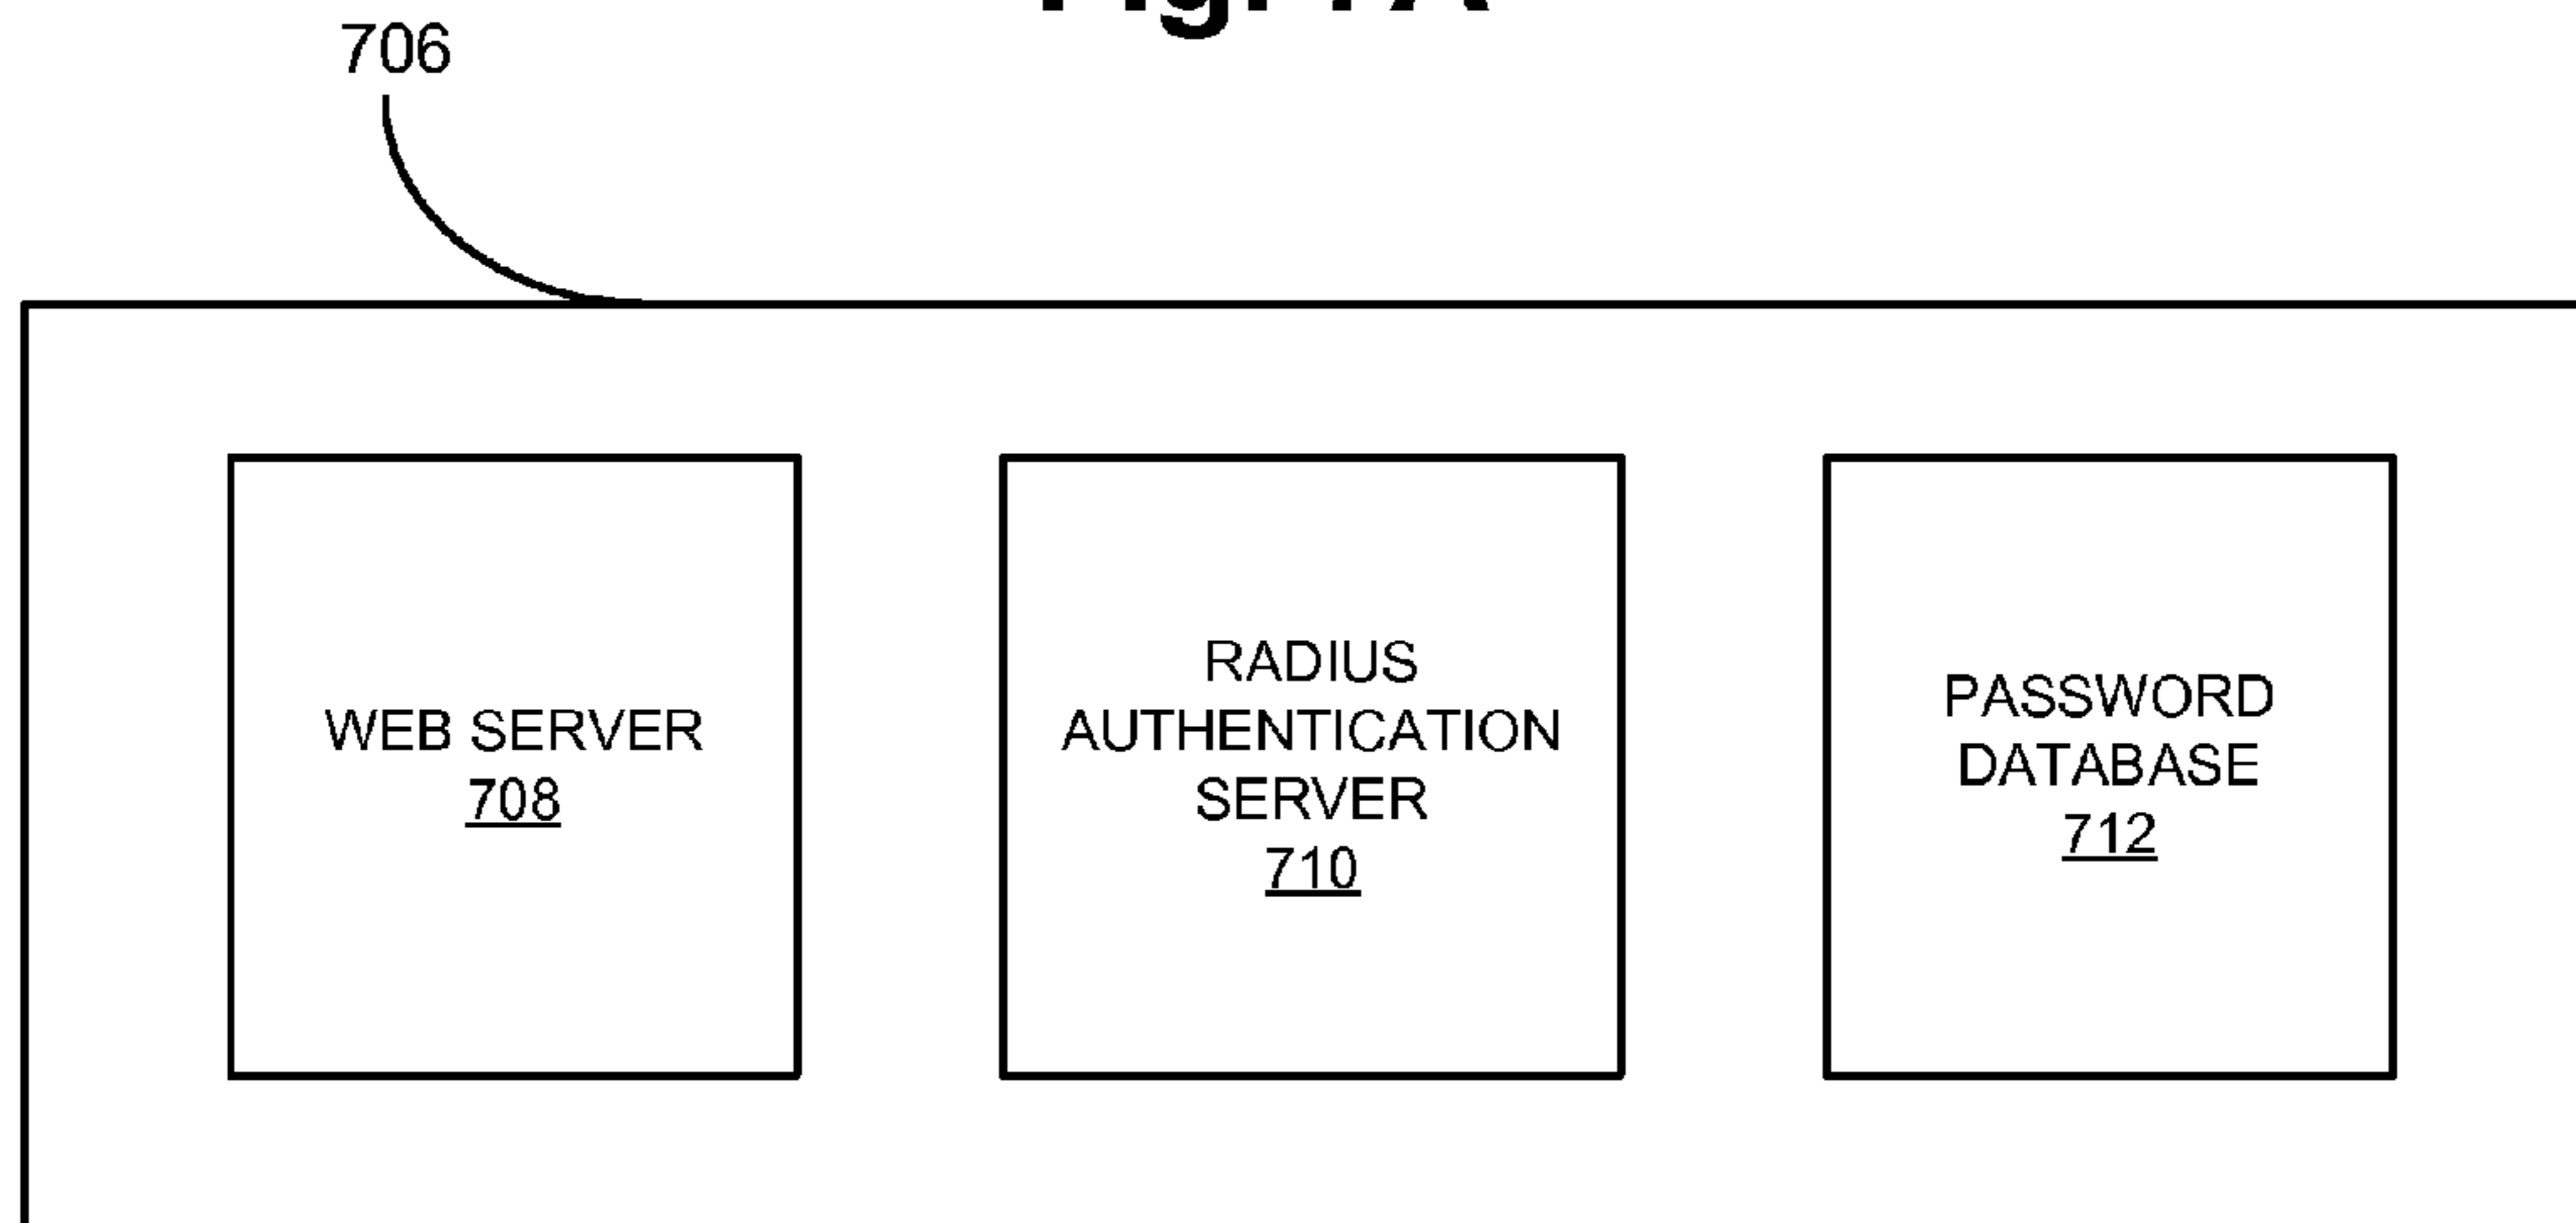 706
WEB SERVER
708
RADIUS
AUTHENTICATION
SERVER
710
PASSWORD
DATABASE
712